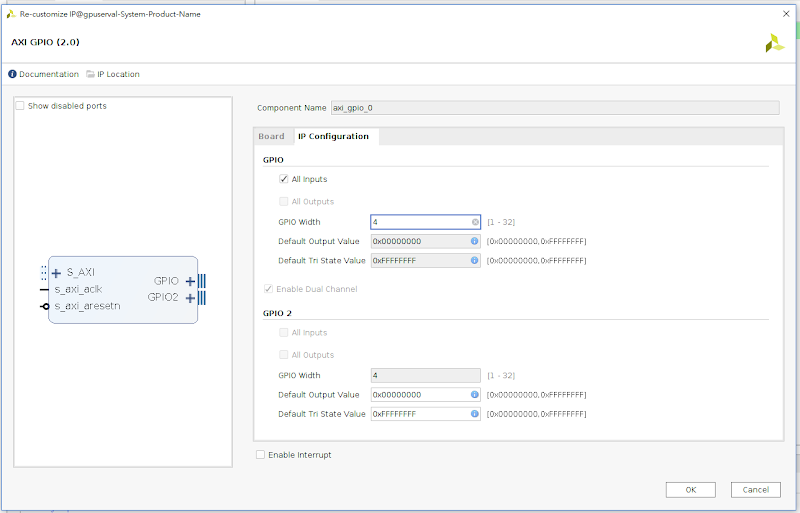 Re-customize IP@gpuserval-System-Product-Name
AXI GPIO (2.0)
Documentation IP Location
Show disabled ports
S_AXI
s_axi_aclk
s_axi_aresetn
GPIO
GPIO2
Component Name axi_gpio_0
Board IP Configuration
GPIO
All Inputs
All Outputs
GPIO Width 4 [1 - 32]
Default Output Value 0x00000000 [0x00000000,0xFFFFFFFF]
Default Tri State Value 0xFFFFFFFF [0x00000000,0xFFFFFFFF]
Enable Dual Channel
GPIO 2
All Inputs
All Outputs
GPIO Width 4 [1 - 32]
Default Output Value 0x00000000 [0x00000000,0xFFFFFFFF]
Default Tri State Value 0xFFFFFFFF [0x00000000,0xFFFFFFFF]
Enable Interrupt
OK Cancel